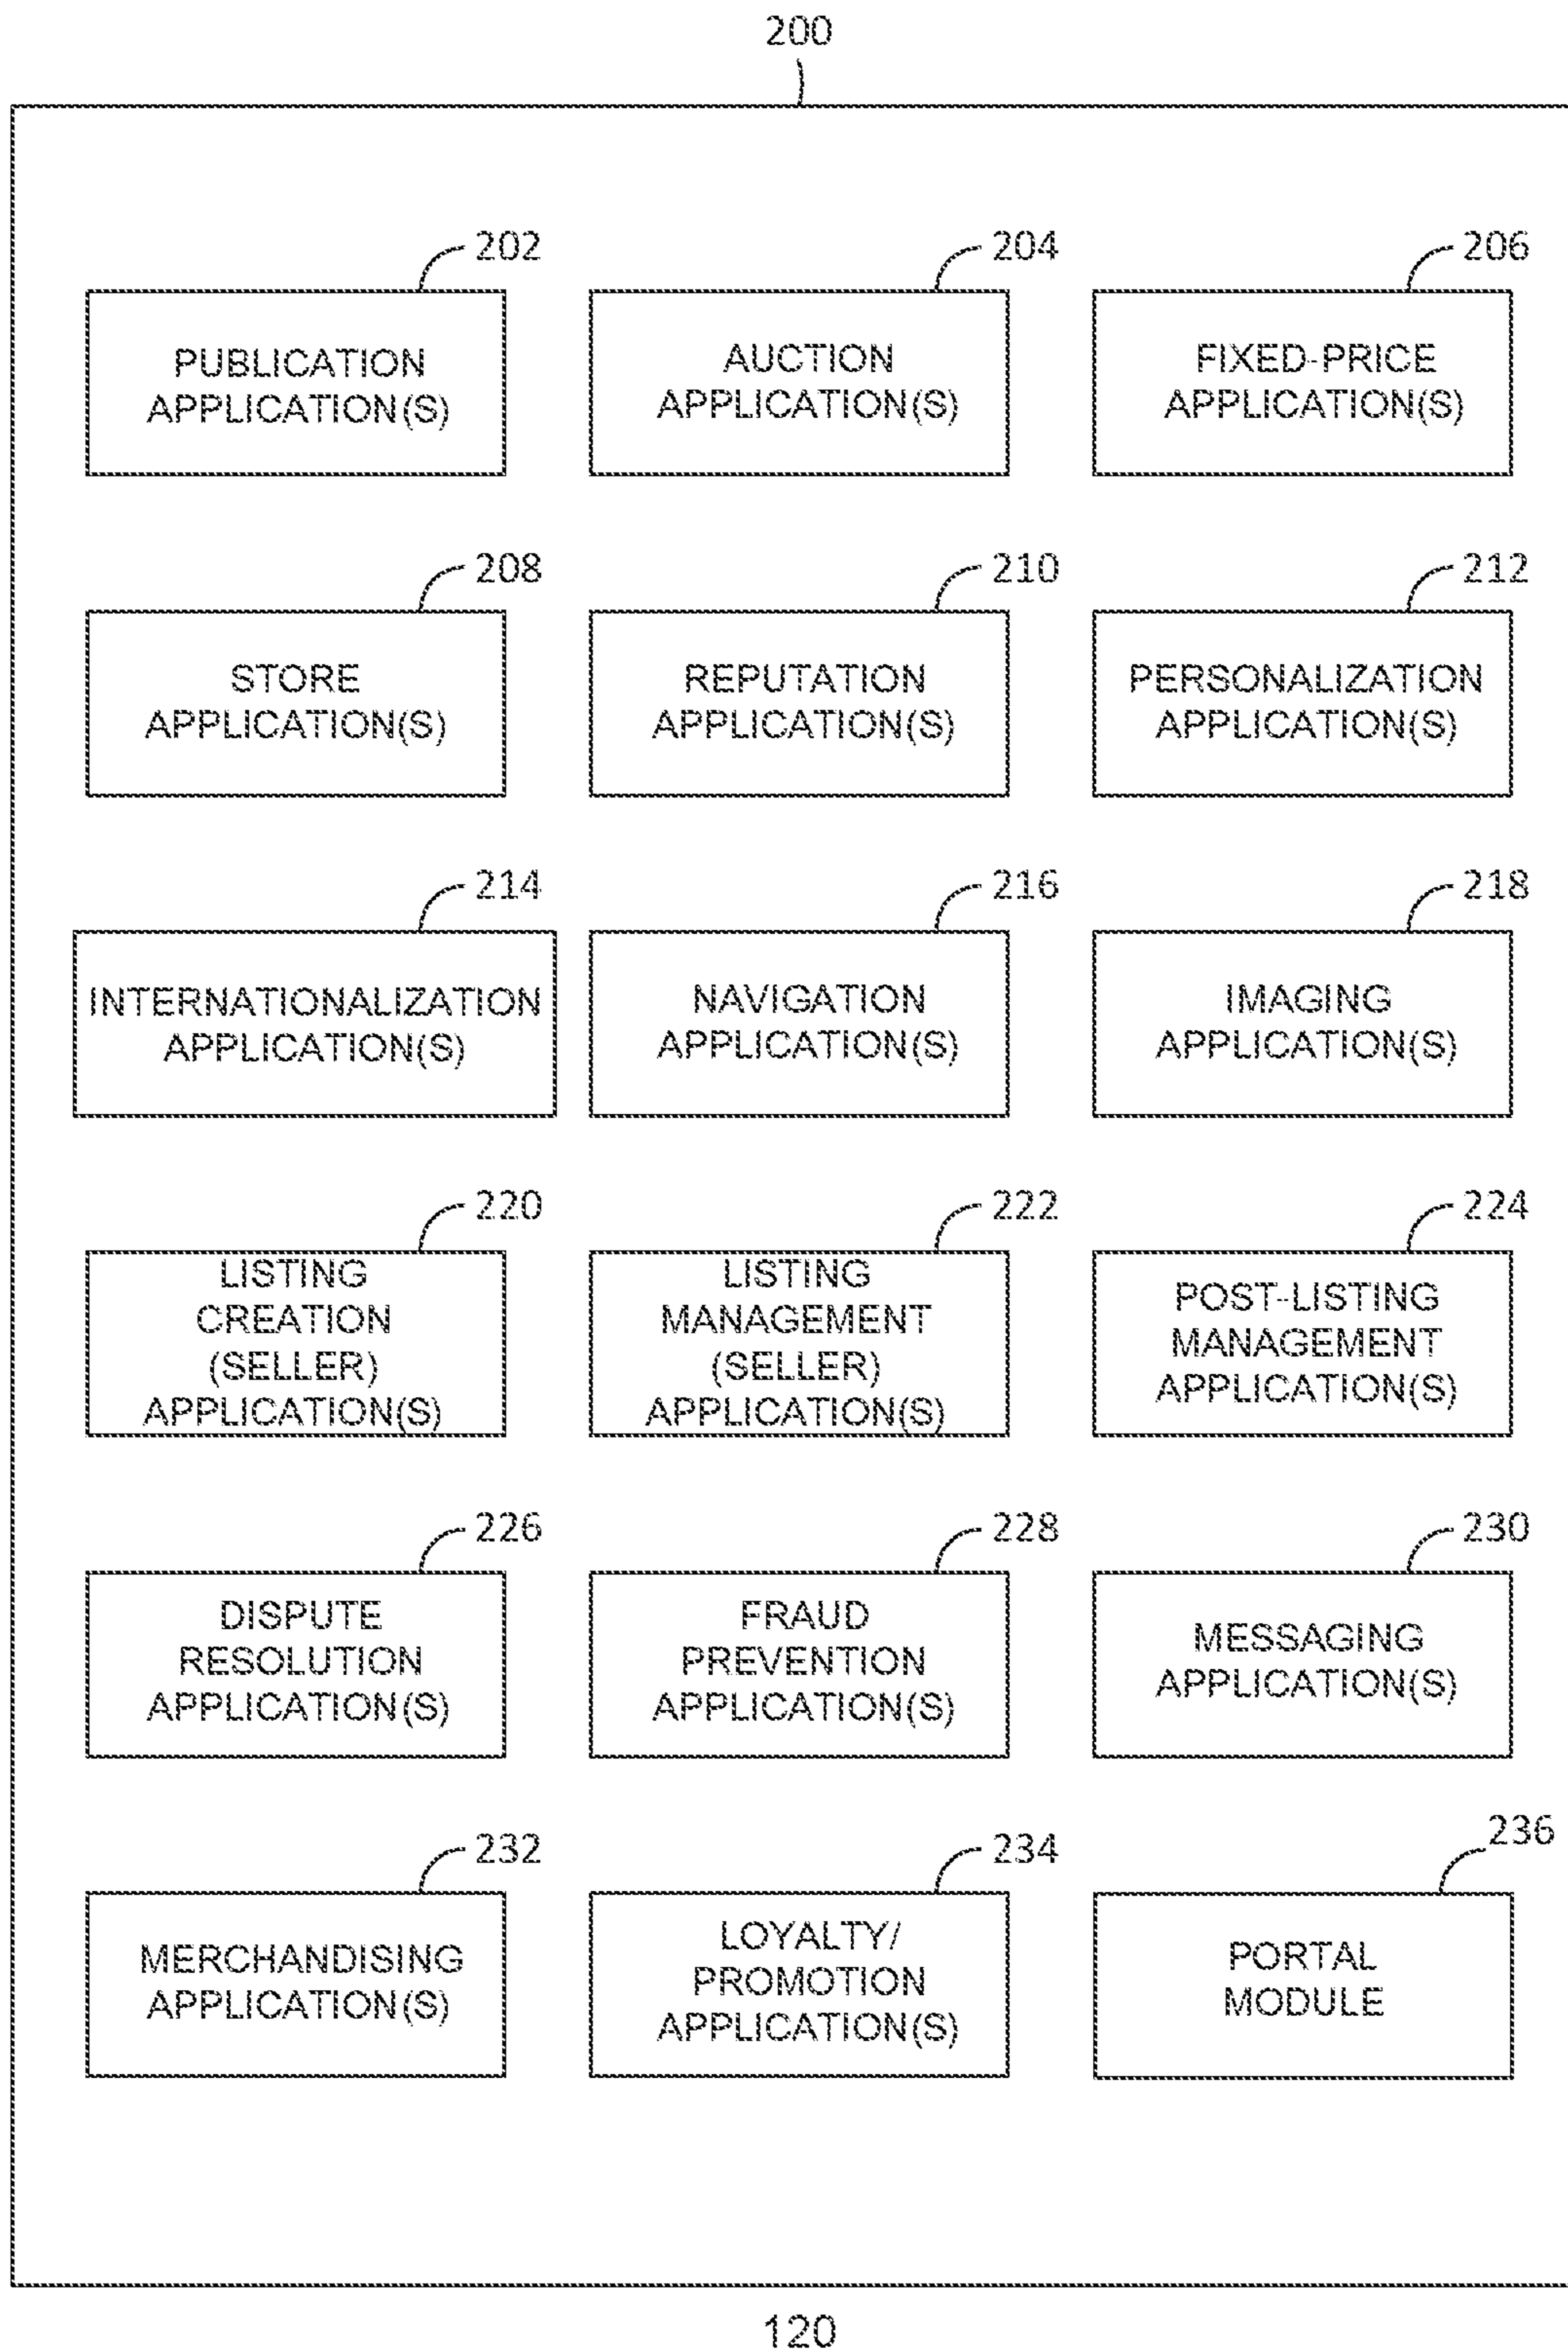 200
202
PUBLICATION
APPLICATION(S)
204
AUCTION
APPLICATION(S)
206
FIXED-PRICE
APPLICATION(S)
208
STORE
APPLICATION(S)
210
REPUTATION
APPLICATION(S)
212
PERSONALIZATION
APPLICATION(S)
214
INTERNATIONALIZATION
APPLICATION(S)
216
NAVIGATION
APPLICATION(S)
218
IMAGING
APPLICATION(S)
220
LISTING
CREATION
(SELLER)
APPLICATION(S)
222
LISTING
MANAGEMENT
(SELLER)
APPLICATION(S)
224
POST-LISTING
MANAGEMENT
APPLICATION(S)
226
DISPUTE
RESOLUTION
APPLICATION(S)
228
FRAUD
PREVENTION
APPLICATION(S)
230
MESSAGING
APPLICATION(S)
232
MERCHANDISING
APPLICATION(S)
234
LOYALTY/
PROMOTION
APPLICATION(S)
236
PORTAL
MODULE
120